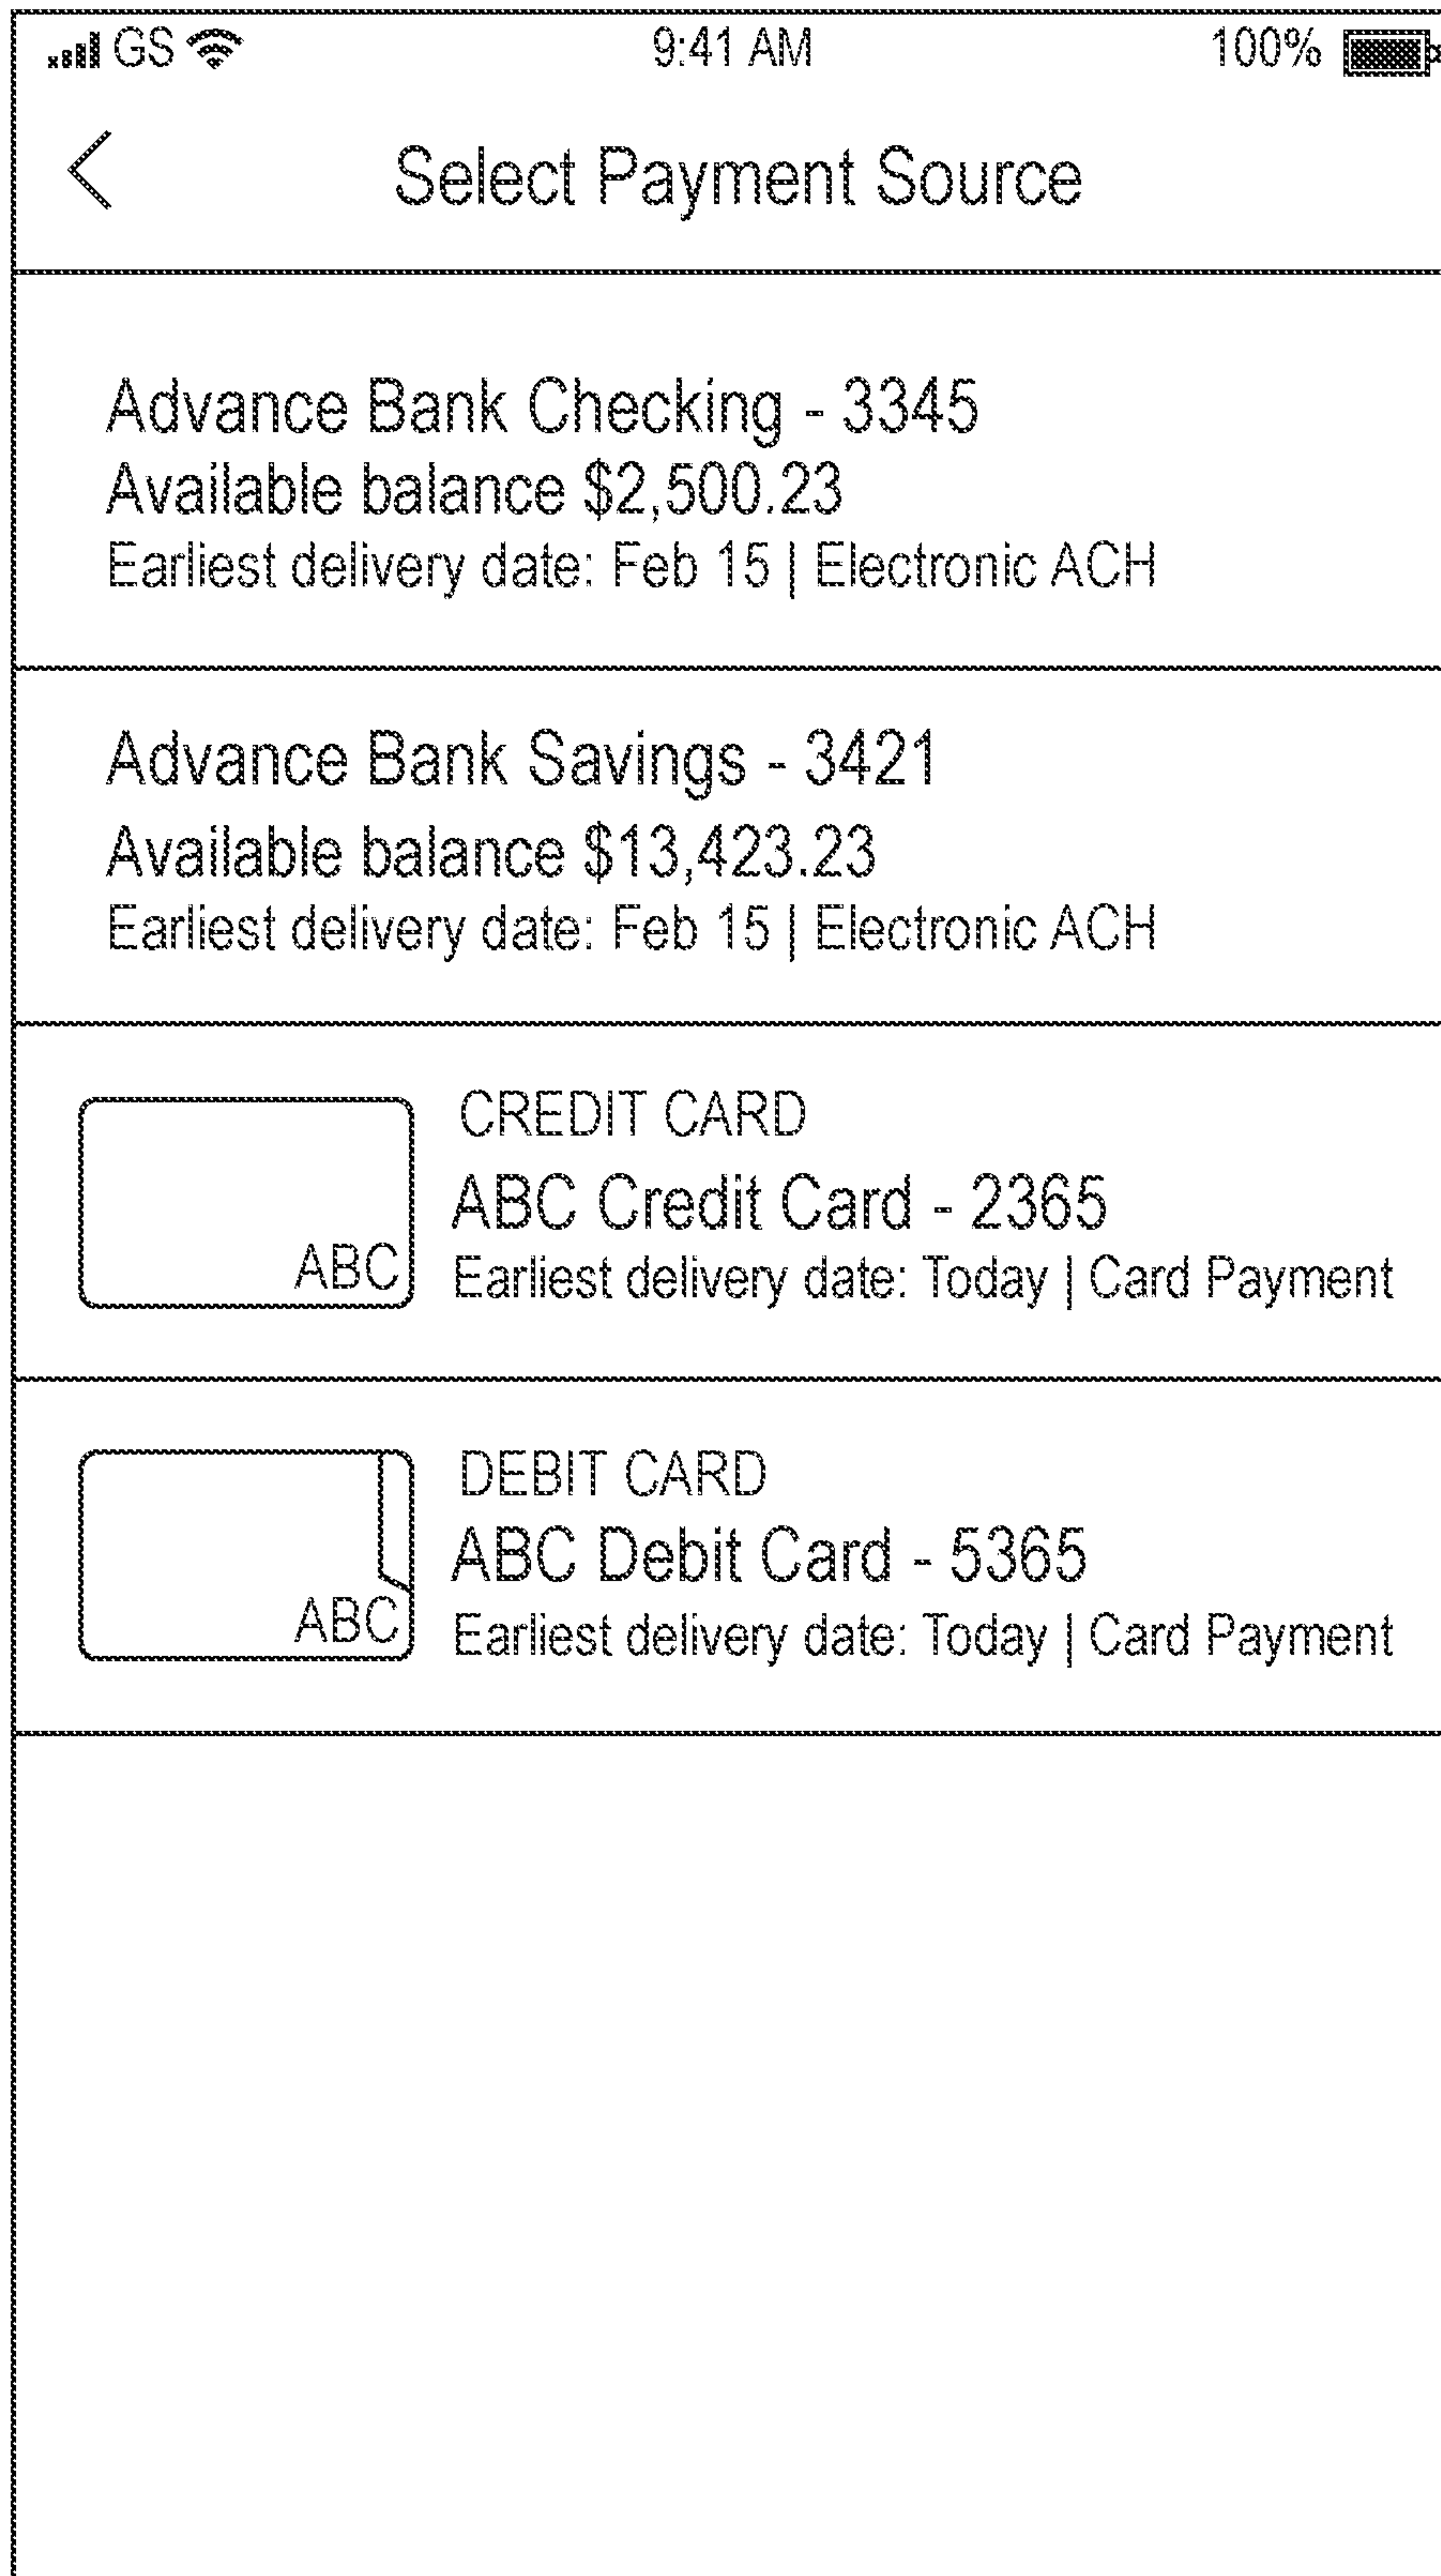 GS 9:41 AM 100%
Select Payment Source
Advance Bank Checking - 3345
Available balance $2,500.23
Earliest delivery date: Feb 15 | Electronic ACH
Advance Bank Savings - 3421
Available balance $13,423.23
Earliest delivery date: Feb 15 | Electronic ACH
CREDIT CARD
ABC Credit Card - 2365
ABC
Earliest delivery date: Today | Card Payment
DEBIT CARD
ABC Debit Card - 5365
ABC
Earliest delivery date: Today | Card Payment